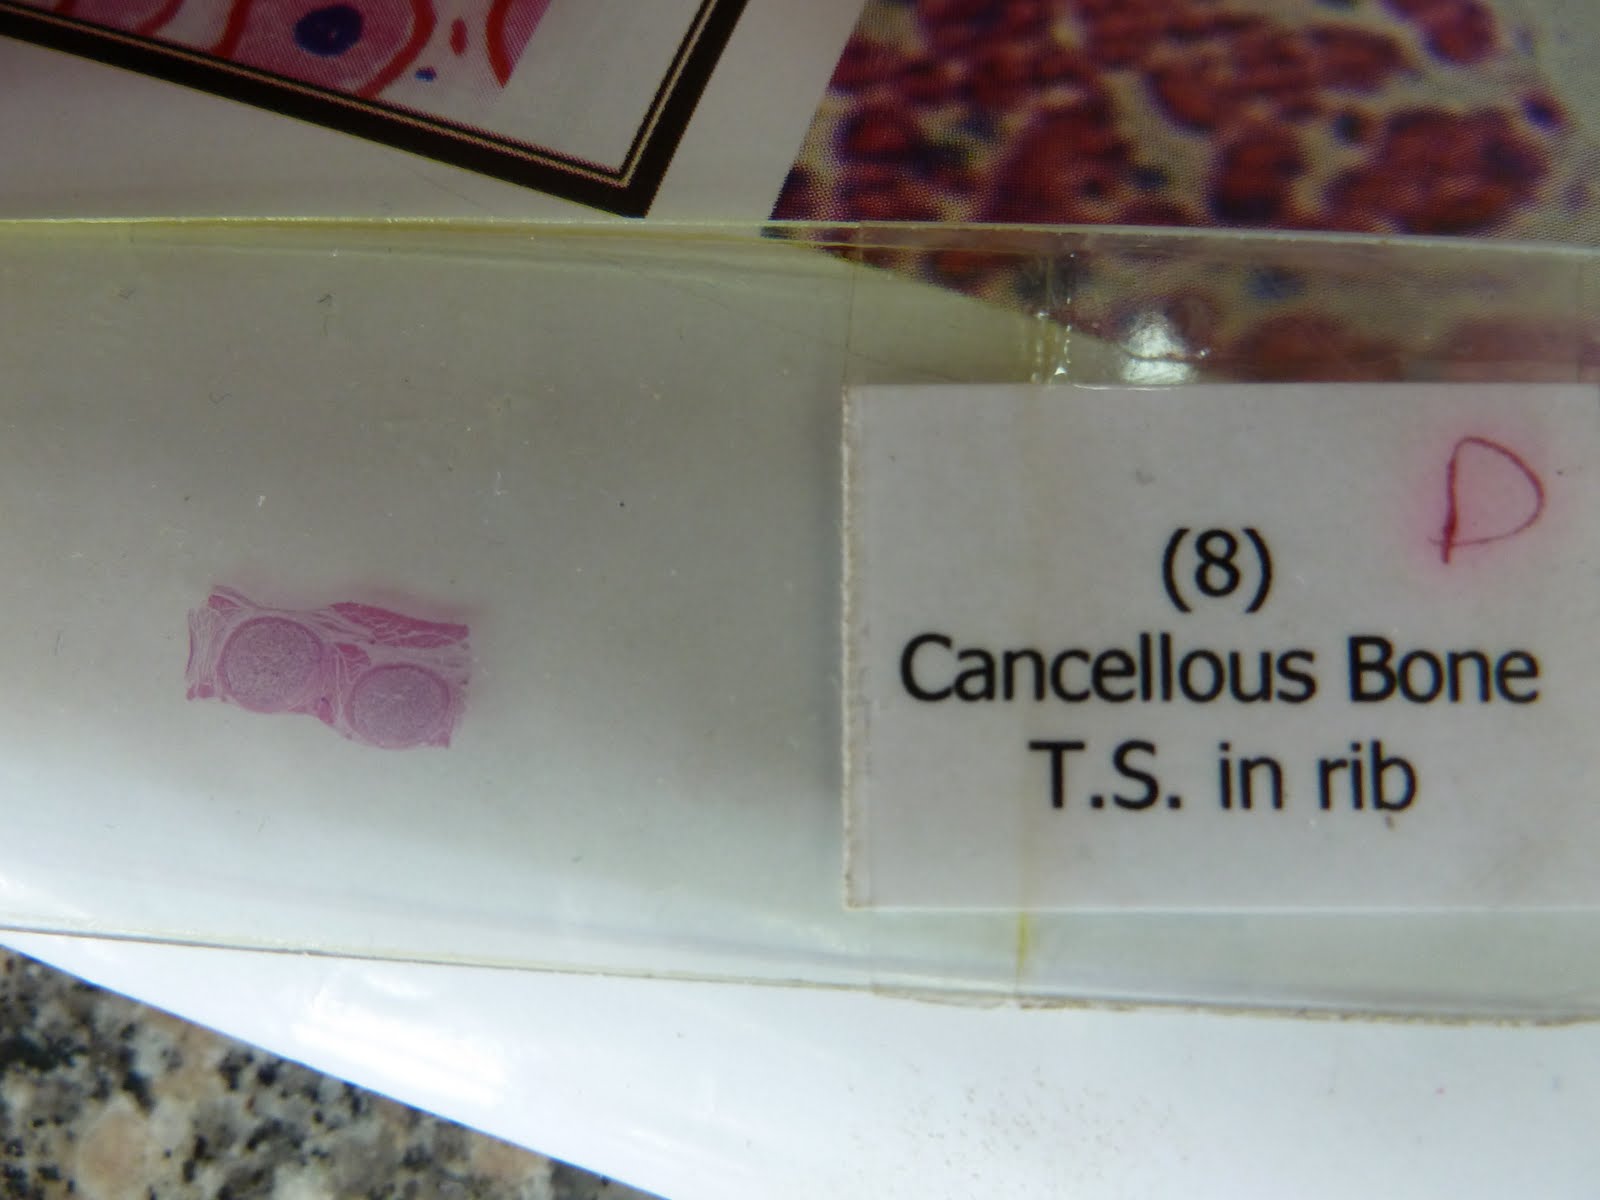 D
(8)
Cancellous Bone
T.S. in rib